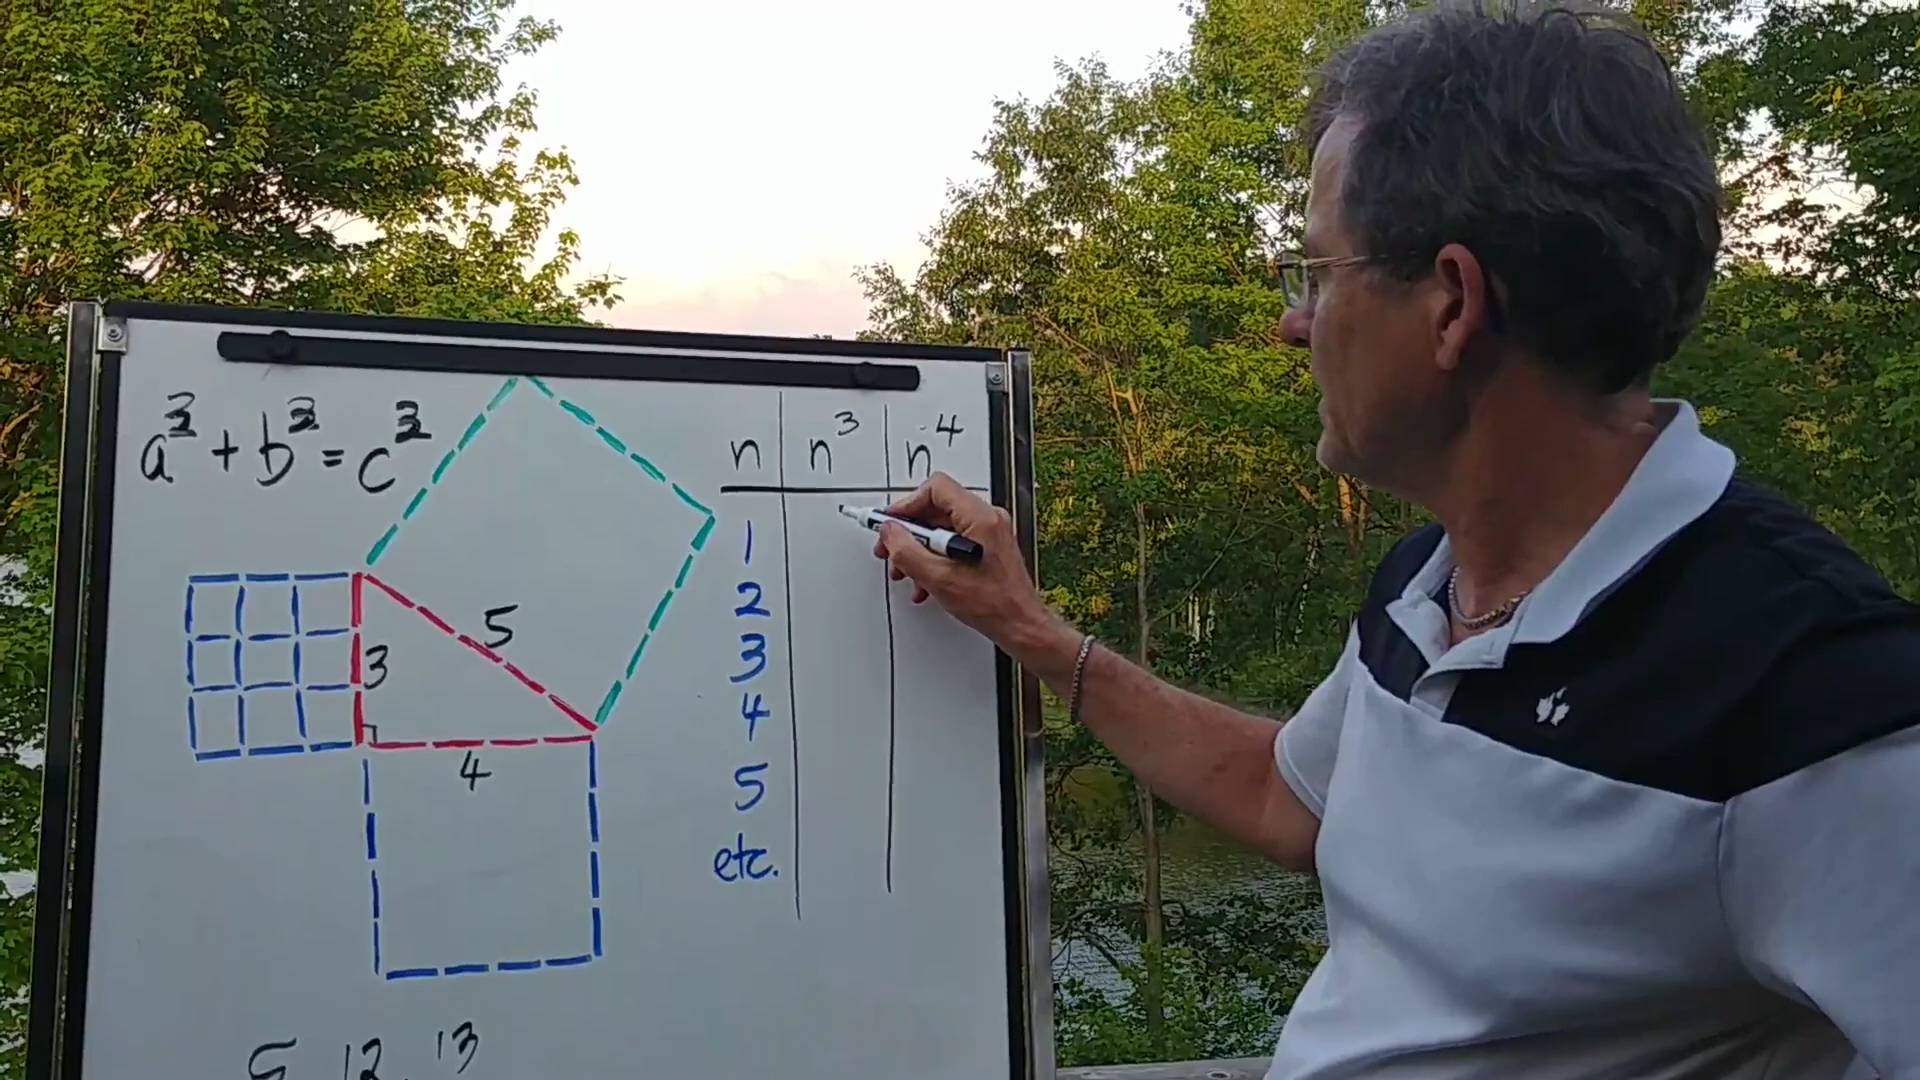 a³ + b³ = c³
n n³ n⁴
5
3
4
1
2
3
4
5
etc.
5, 12, 13